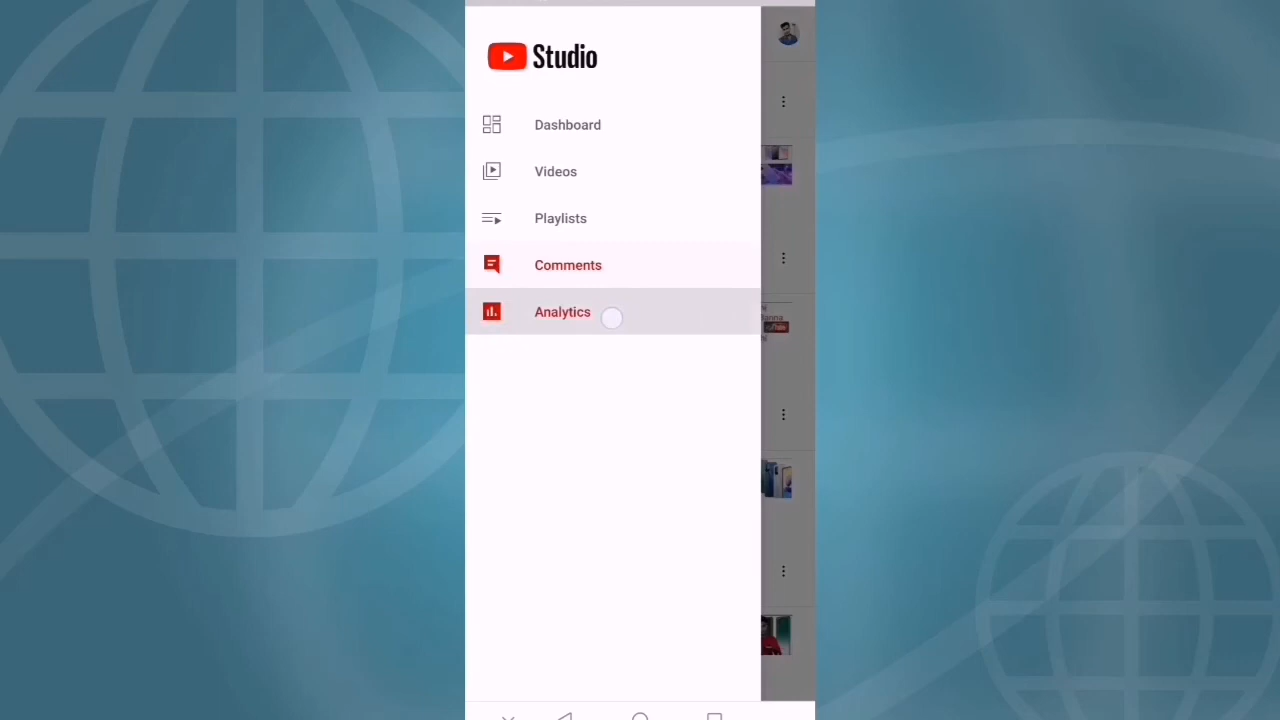 Studio
Dashboard
Videos
Playlists
Comments
Analytics